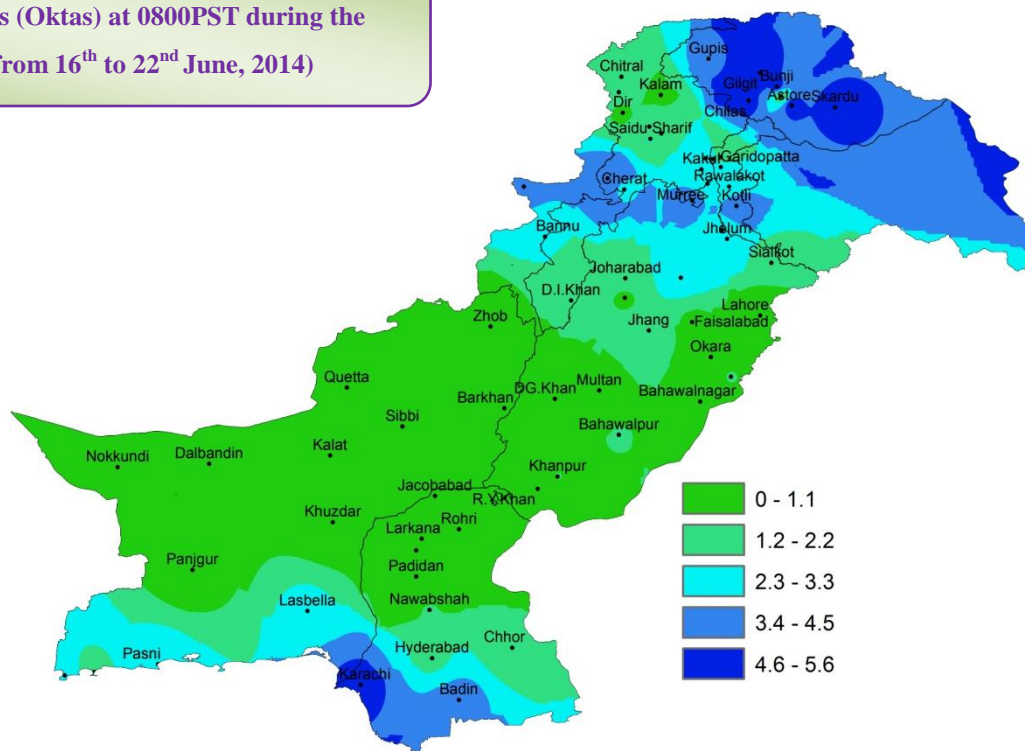 s (Oktas) at 0800PST during the
from 16th to 22nd June, 2014)
Gupis
Chitral
Gilgit
Bunji
Kalam
Astore
Skardu
Dir
Chilas
Saidu Sharif
Kakul
Garidopatta
Cherat
Rawalakot
Murree
Kotli
Bannu
Jhelum
Sialkot
Joharabad
D.I.Khan
Lahore
Zhob
Jhang
Faisalabad
Okara
Quetta
DG.Khan
Multan
Barkhan
Bahawalnagar
Sibbi
Bahawalpur
Nokkundi
Dalbandin
Kalat
Khanpur
Jacobabad
R.Y.Khan
0 - 1.1
Khuzdar
Rohri
Larkana
1.2 - 2.2
Panjgur
Padidan
2.3 - 3.3
Lasbella
Nawabshah
3.4 - 4.5
Chhor
Hyderabad
Pasni
4.6 - 5.6
Karachi
Badin